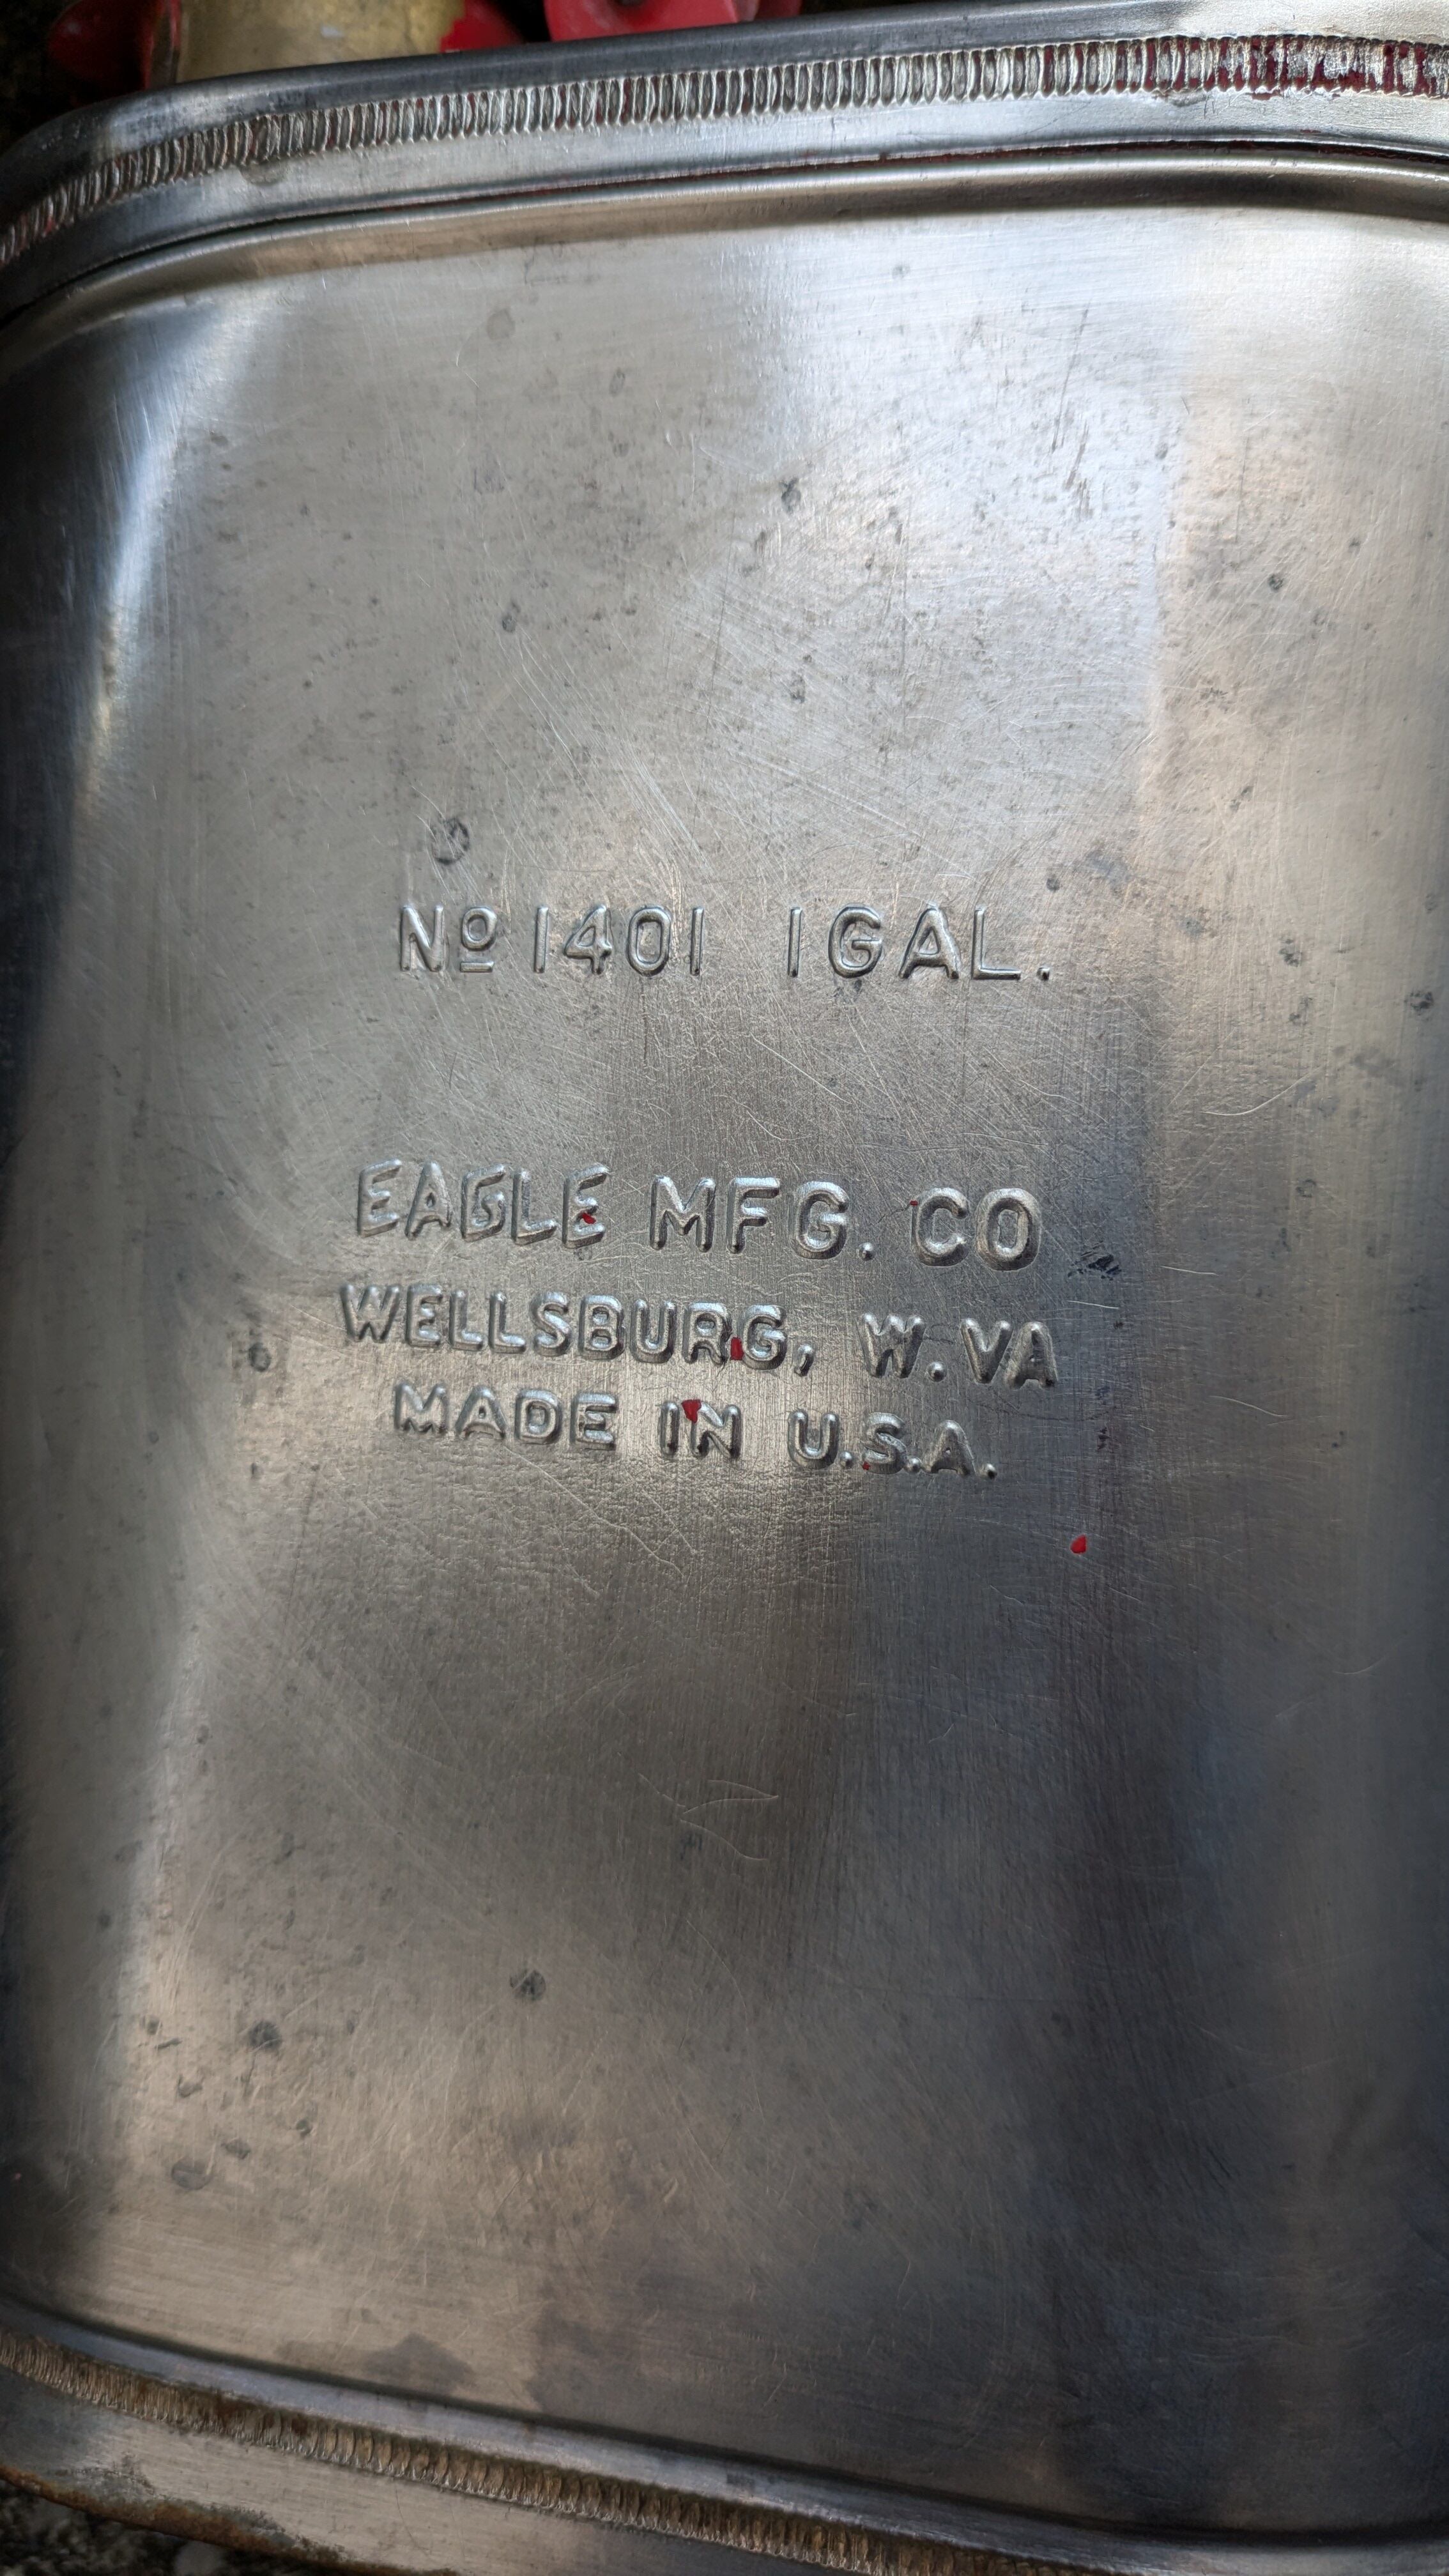 Nº 1401 1 GAL.
EAGLE MFG. CO
WELLSBURG, W. VA
MADE IN U.S.A.